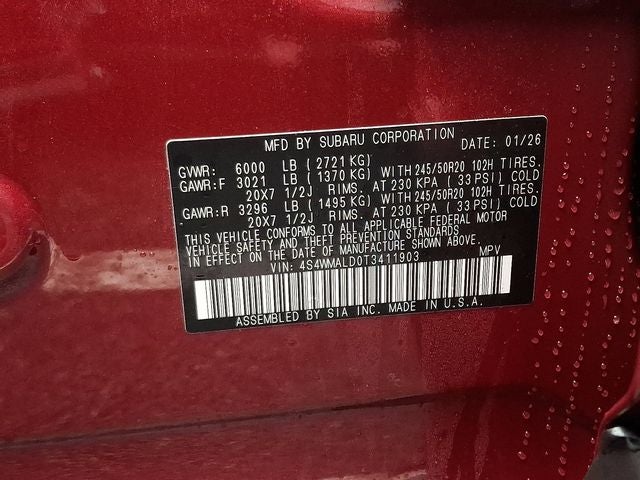 MFD BY SUBARU CORPORATION DATE: 01/26
GVWR: 6000 LB (2721 KG)
GAWR:F 3021 LB (1370 KG) WITH 245/50R20 102H TIRES.
20X7 1/2J RIMS. AT 230 KPA (33 PSI) COLD
GAWR:R 3296 LB (1495 KG) WITH 245/50R20 102H TIRES.
20X7 1/2J RIMS. AT 230 KPA (33 PSI) COLD
THIS VEHICLE CONFORMS TO ALL APPLICABLE FEDERAL MOTOR
VEHICLE SAFETY AND THEFT PREVENTION STANDARDS
IN EFFECT ON THE DATE OF MANUFACTURE SHOWN ABOVE.
VIN: 4S4WMALD0T3411903 MPV
ASSEMBLED BY SIA INC. MADE IN U.S.A.